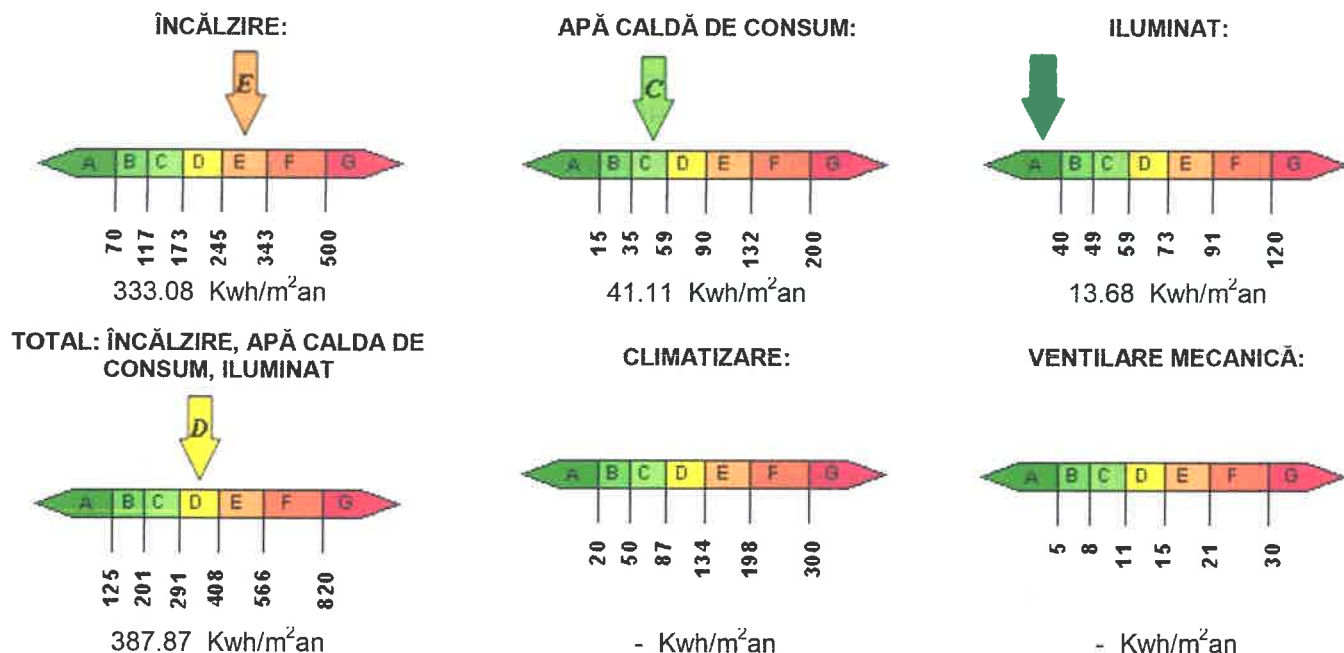 ÎNCĂLZIRE:
E
A B C D E F G
70 117 173 245 343 500
333.08 Kwh/m²an
APĂ CALDĂ DE CONSUM:
C
A B C D E F G
15 35 59 90 132 200
41.11 Kwh/m²an
ILUMINAT:
A B C D E F G
40 49 59 73 91 120
13.68 Kwh/m²an
TOTAL: ÎNCĂLZIRE, APĂ CALDA DE
CONSUM, ILUMINAT
D
A B C D E F G
125 201 291 408 566 820
387.87 Kwh/m²an
CLIMATIZARE:
A B C D E F G
20 50 87 134 198 300
- Kwh/m²an
VENTILARE MECANICĂ:
A B C D E F G
5 8 11 15 21 30
- Kwh/m²an